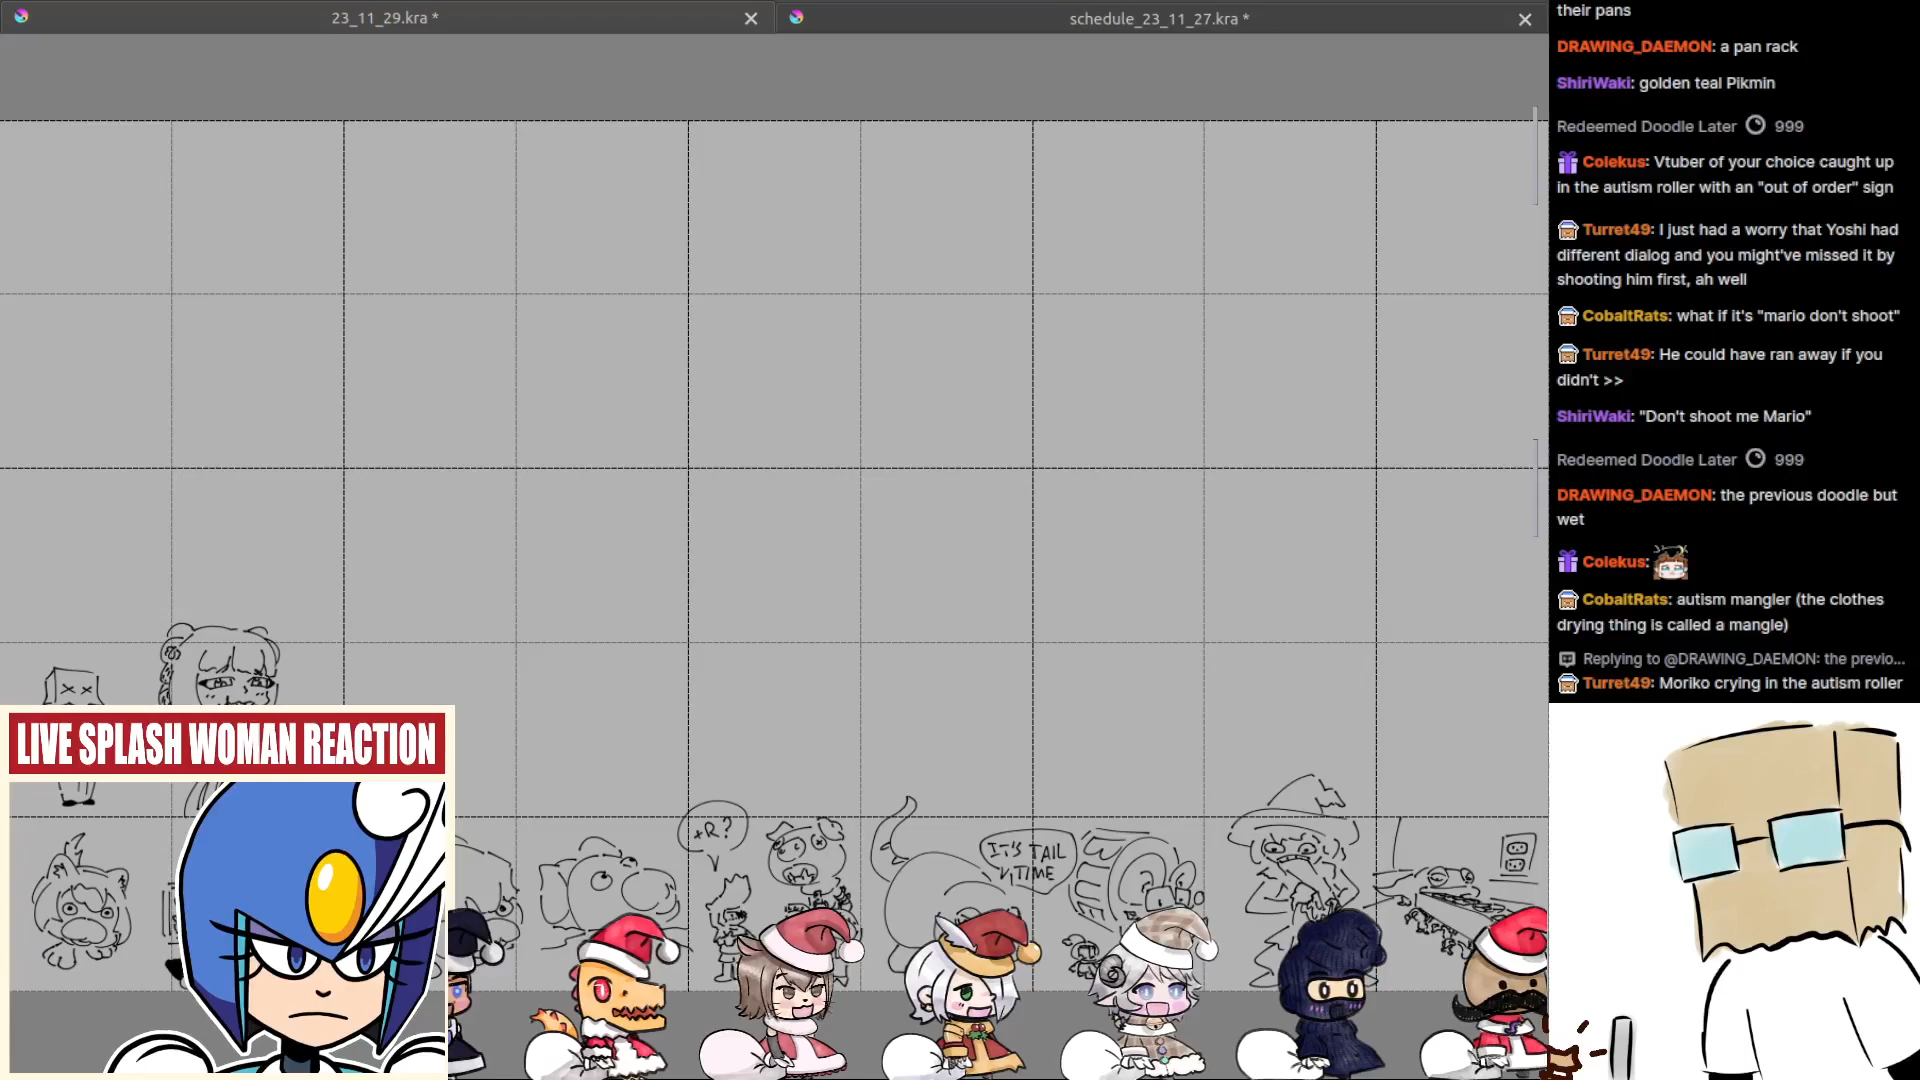 23_11_29.kra *
schedule_23_11_27.kra *
their pans
DRAWING_DAEMON: a pan rack
ShiriWaki: golden teal Pikmin
Redeemed Doodle Later 999
Colekus: Vtuber of your choice caught up
in the autism roller with an "out of order" sign
Turret49: I just had a worry that Yoshi had
different dialog and you might've missed it by
shooting him first, ah well
CobaltRats: what if it's "mario don't shoot"
Turret49: He could have ran away if you
didn't >>
ShiriWaki: "Don't shoot me Mario"
Redeemed Doodle Later 999
DRAWING_DAEMON: the previous doodle but
wet
Colekus:
CobaltRats: autism mangler (the clothes
drying thing is called a mangle)
Replying to @DRAWING_DAEMON: the previo...
Turret49: Moriko crying in the autism roller
LIVE SPLASH WOMAN REACTION
+R?
IT'S TAIL
TIME